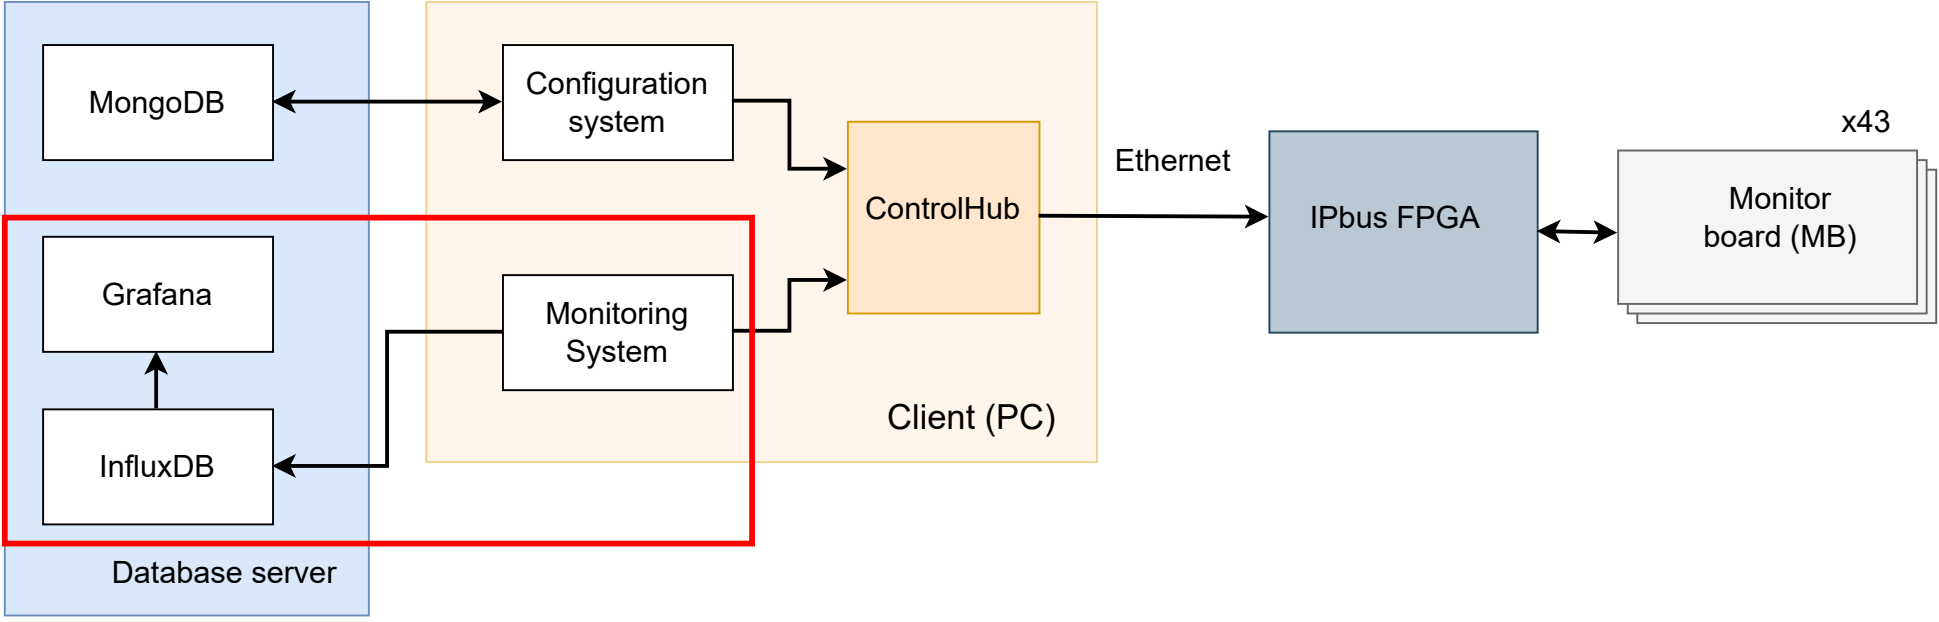 MongoDB
Configuration
system
ControlHub
Ethernet
IPbus FPGA
x43
Monitor
board (MB)
Grafana
Monitoring
System
InfluxDB
Client (PC)
Database server